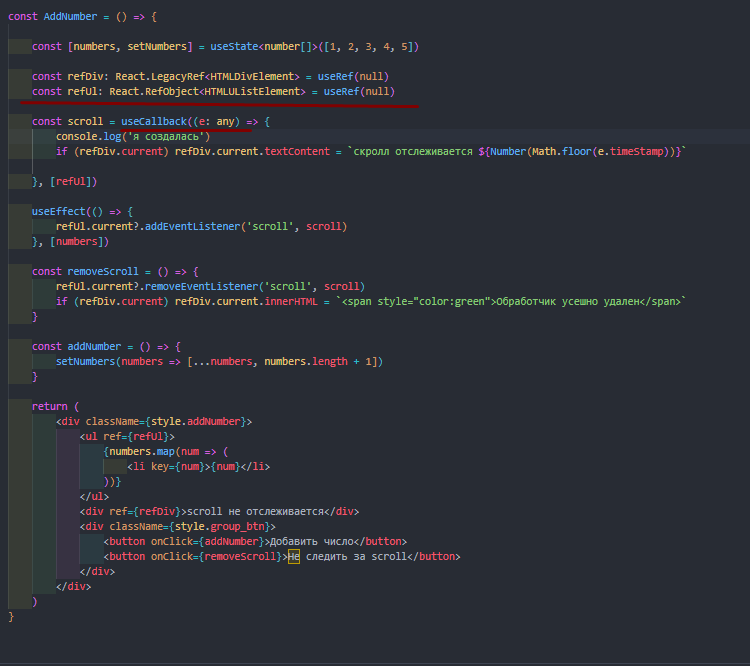 const AddNumber = () => {
const [numbers, setNumbers] = useState<number[]>([1, 2, 3, 4, 5])
const refDiv: React.LegacyRef<HTMLDivElement> = useRef(null)
const refUl: React.RefObject<HTMLUListElement> = useRef(null)
const scroll = useCallback((e: any) => {
console.log('я создалась')
if (refDiv.current) refDiv.current.textContent = `скролл отслеживается ${Number(Math.floor(e.timeStamp))}`
}, [refUl])
useEffect(() => {
refUl.current?.addEventListener('scroll', scroll)
}, [numbers])
const removeScroll = () => {
refUl.current?.removeEventListener('scroll', scroll)
if (refDiv.current) refDiv.current.innerHTML = `<span style="color:green">Обработчик усешно удален</span>`
}
const addNumber = () => {
setNumbers(numbers => [...numbers, numbers.length + 1])
}
return (
<div className={style.addNumber}>
<ul ref={refUl}>
{numbers.map(num => (
<li key={num}>{num}</li>
))}
</ul>
<div ref={refDiv}>scroll не отслеживается</div>
<div className={style.group_btn}>
<button onClick={addNumber}>Добавить число</button>
<button onClick={removeScroll}>Не следить за scroll</button>
</div>
</div>
)
}